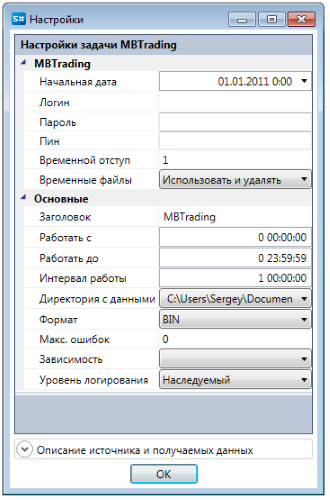 S# Настройки
Настройки задачи MBTrading
MBTrading
Начальная дата 01.01.2011 0:00
Логин
Пароль
Пин
Временной отступ 1
Временные файлы Использовать и удалять
Основные
Заголовок MBTrading
Работать с 0 00:00:00
Работать до 0 23:59:59
Интервал работы 1 00:00:00
Директория с данными C:\Users\Sergey\Documen
Формат BIN
Макс. ошибок 0
Зависимость
Уровень логирования Наследуемый
Описание источника и получаемых данных
OK